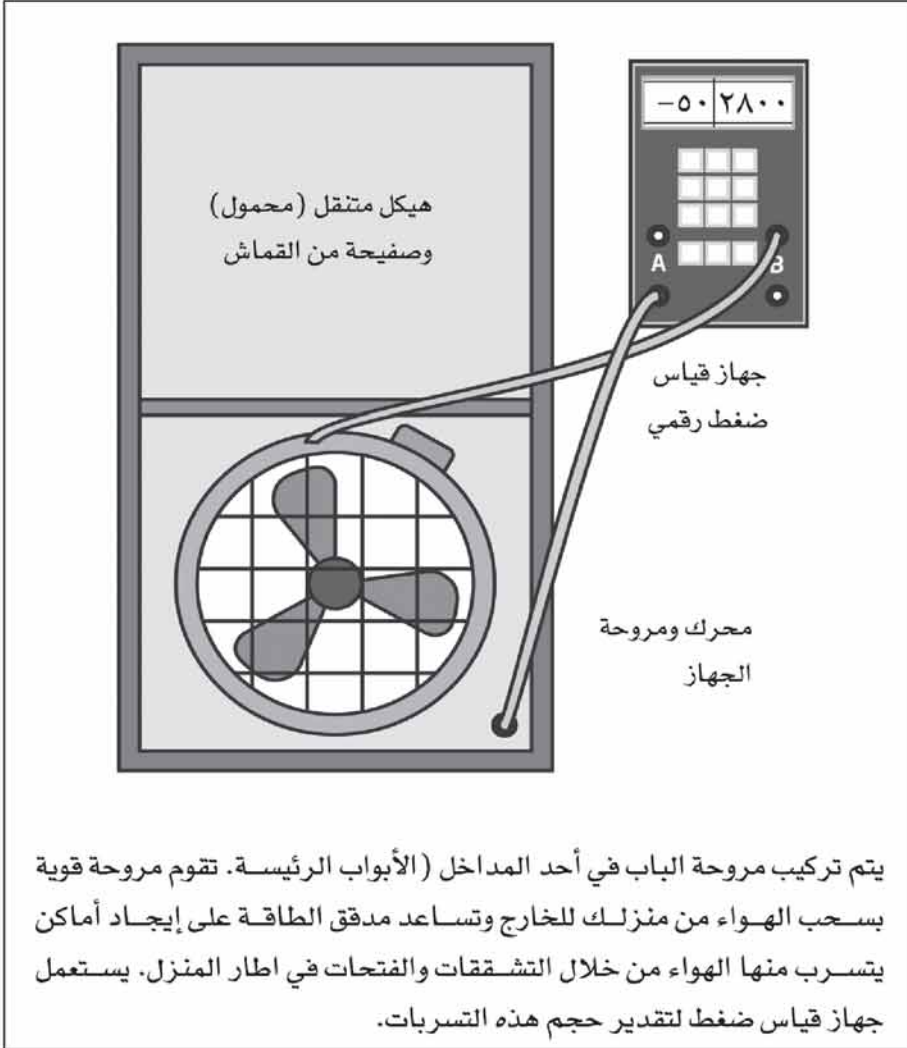 -٥٠ ٢٨٠٠
هيكل متنقل (محمول)
وصفيحة من القماش
A
B
جهاز قياس
ضغط رقمي
محرك ومروحة
الجهاز
يتم تركيب مروحة الباب في أحد المداخل (الأبواب الرئيسة. تقوم مروحة قوية
بسحب الهواء من منزلك للخارج وتساعد مدقق الطاقة على إيجاد أماكن
يتسرب منها الهواء من خلال التشققات والفتحات في اطار المنزل. يستعمل
جهاز قياس ضغط لتقدير حجم هذه التسربات.